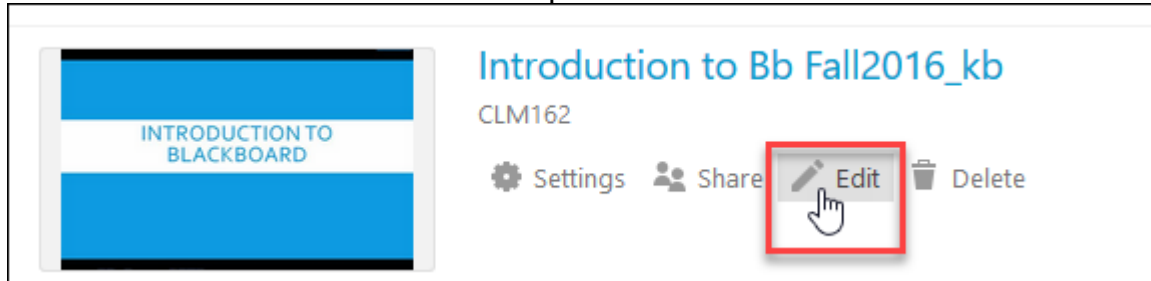 Introduction to Bb Fall2016_kb
CLM162
INTRODUCTION TO
BLACKBOARD
Settings Share Edit Delete